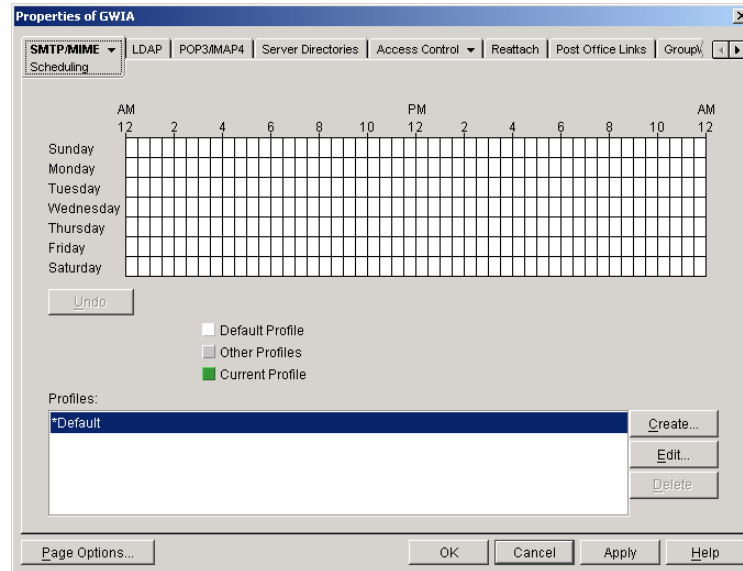 Properties of GWIA
SMTP/MIME LDAP POP3/IMAP4 Server Directories Access Control Reattach Post Office Links GroupW
Scheduling
AM PM AM
12 2 4 6 8 10 12 2 4 6 8 10 12
Sunday
Monday
Tuesday
Wednesday
Thursday
Friday
Saturday
Undo
Default Profile
Other Profiles
Current Profile
Profiles:
*Default
Create...
Edit...
Delete
Page Options... OK Cancel Apply Help